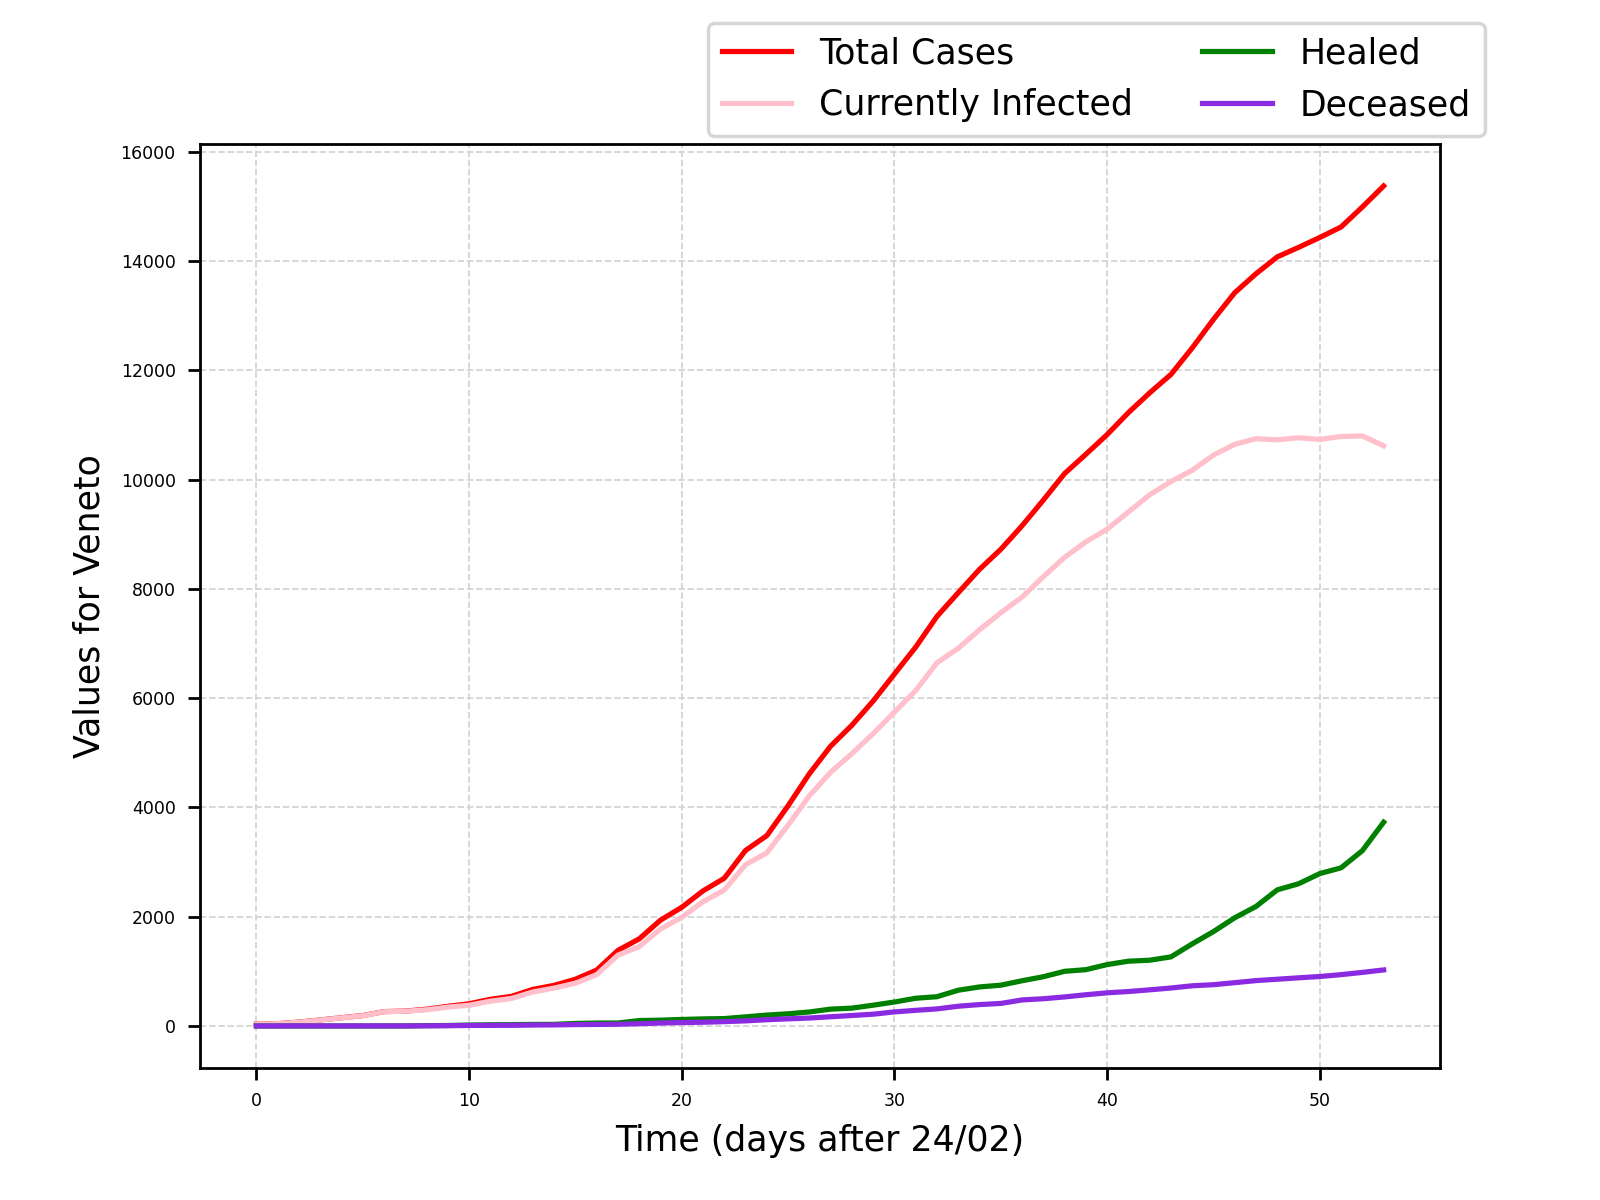 Total Cases
Currently Infected
Healed
Deceased
16000
14000
12000
10000
8000
6000
4000
2000
0
Values for Veneto
0 10 20 30 40 50
Time (days after 24/02)